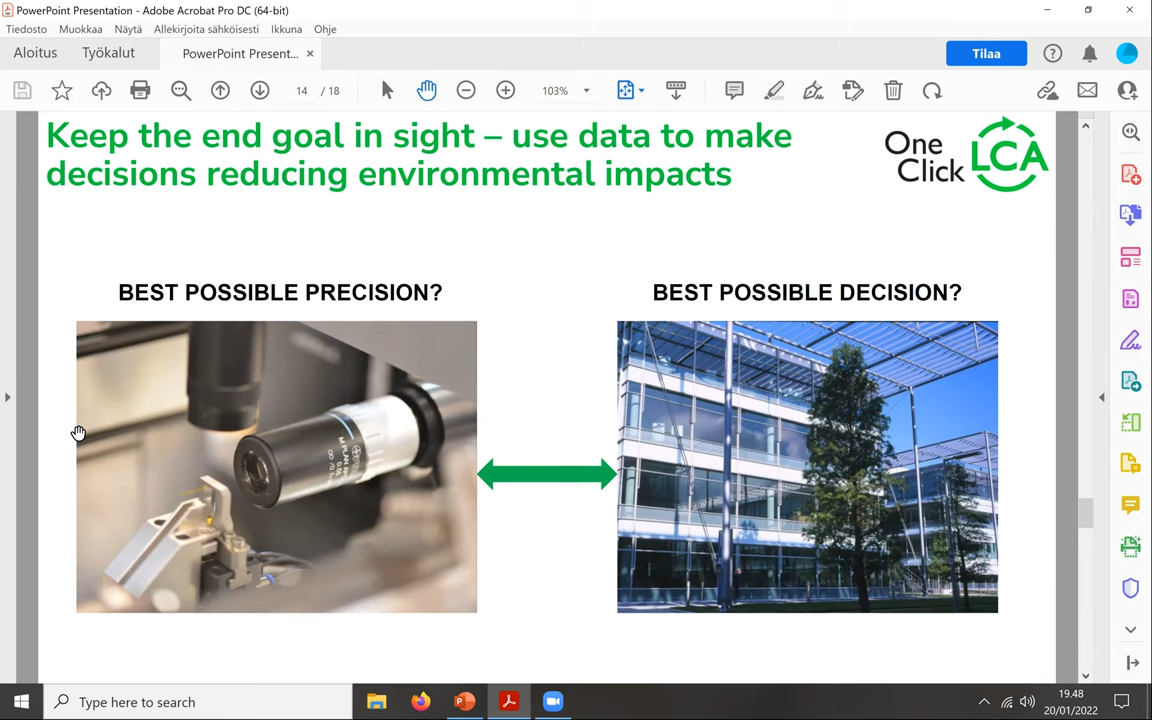 PowerPoint Presentation - Adobe Acrobat Pro DC (64-bit)
Tiedosto Muokkaa Näytä Allekirjoita sähköisesti Ikkuna Ohje
Aloitus Työkalut PowerPoint Present... × Tilaa
14 / 18 103%
Keep the end goal in sight – use data to make
decisions reducing environmental impacts
One
Click LCA
BEST POSSIBLE PRECISION? BEST POSSIBLE DECISION?
M PLAN
Type here to search
19.48
20/01/2022